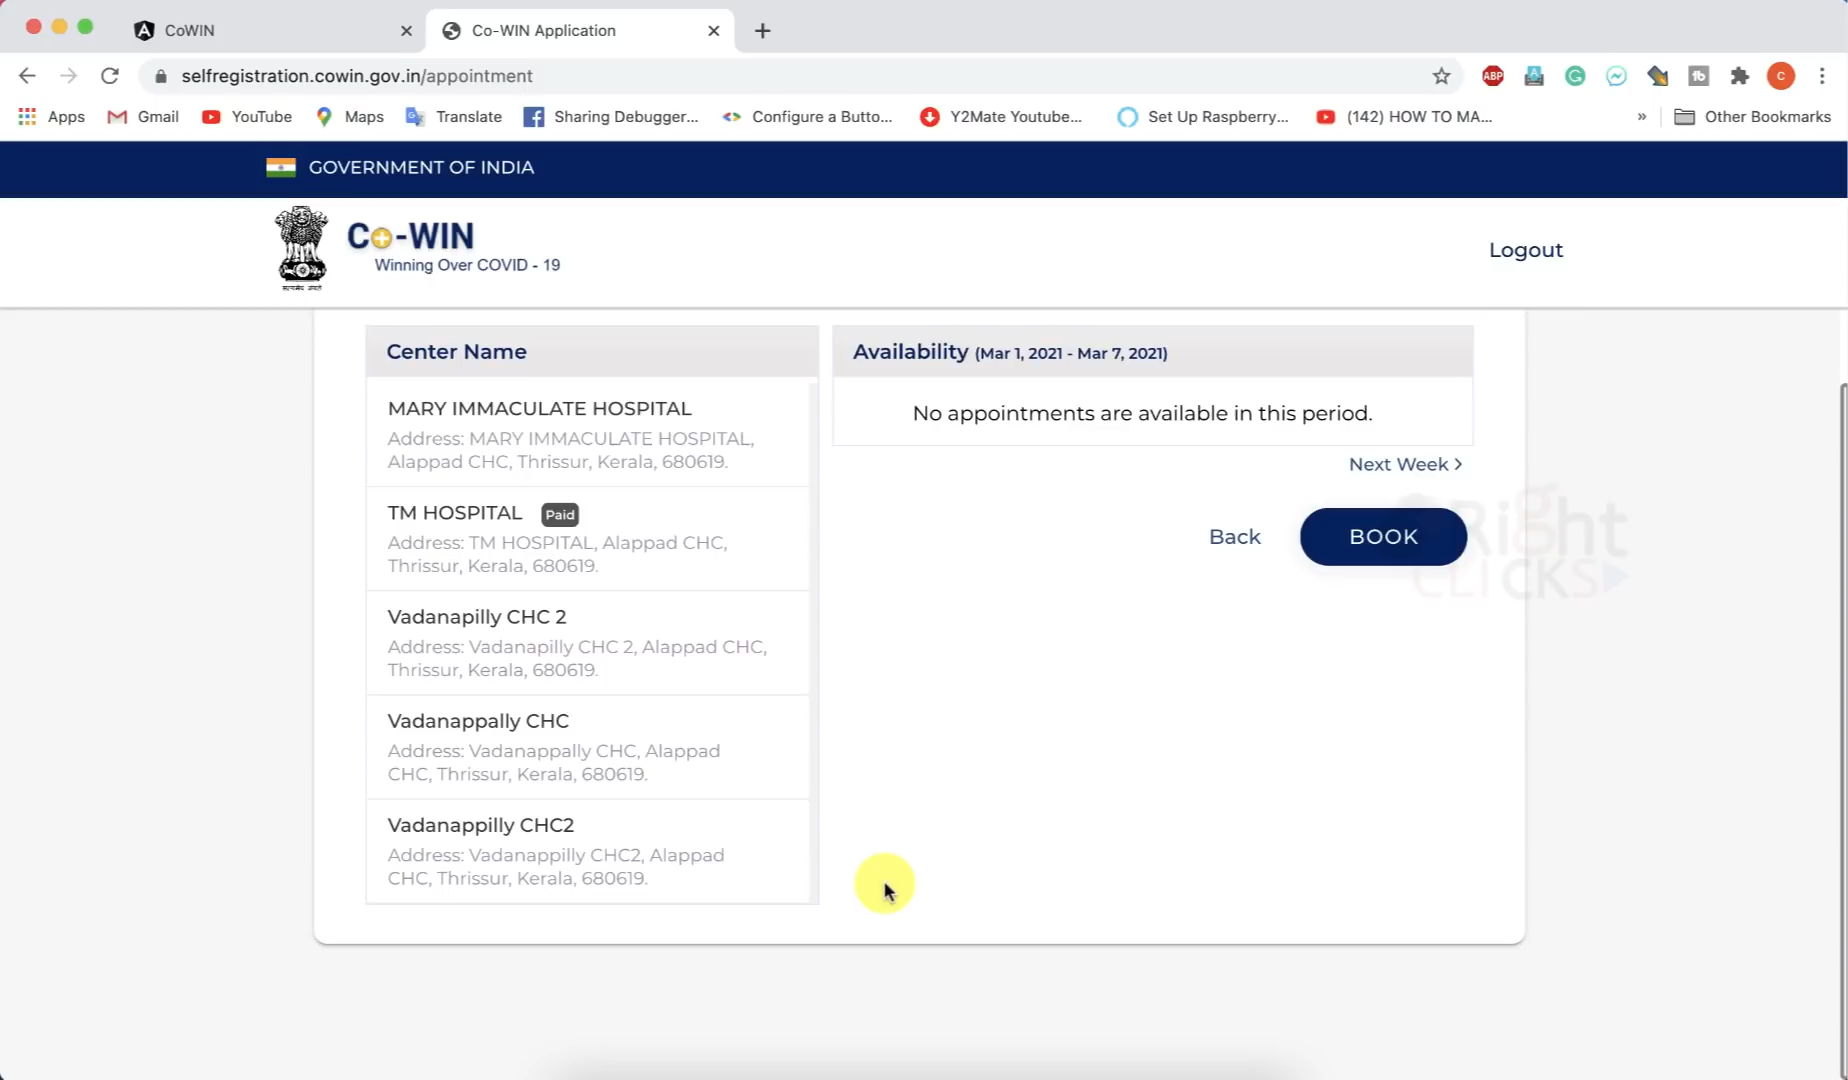 CoWIN
Co-WIN Application
selfregistration.cowin.gov.in/appointment
ABP
A
C
Apps
Gmail
YouTube
Maps
Translate
Sharing Debugger...
Configure a Butto...
Y2Mate Youtube...
Set Up Raspberry...
(142) HOW TO MA...
»
Other Bookmarks
GOVERNMENT OF INDIA
सत्यमेव जयते
Co-WIN
Winning Over COVID - 19
Logout
Center Name
MARY IMMACULATE HOSPITAL
Address: MARY IMMACULATE HOSPITAL,
Alappad CHC, Thrissur, Kerala, 680619.
TM HOSPITAL Paid
Address: TM HOSPITAL, Alappad CHC,
Thrissur, Kerala, 680619.
Vadanapilly CHC 2
Address: Vadanapilly CHC 2, Alappad CHC,
Thrissur, Kerala, 680619.
Vadanappally CHC
Address: Vadanappally CHC, Alappad
CHC, Thrissur, Kerala, 680619.
Vadanappilly CHC2
Address: Vadanappilly CHC2, Alappad
CHC, Thrissur, Kerala, 680619.
Availability (Mar 1, 2021 - Mar 7, 2021)
No appointments are available in this period.
Next Week >
Back
BOOK
Right
CLICKS